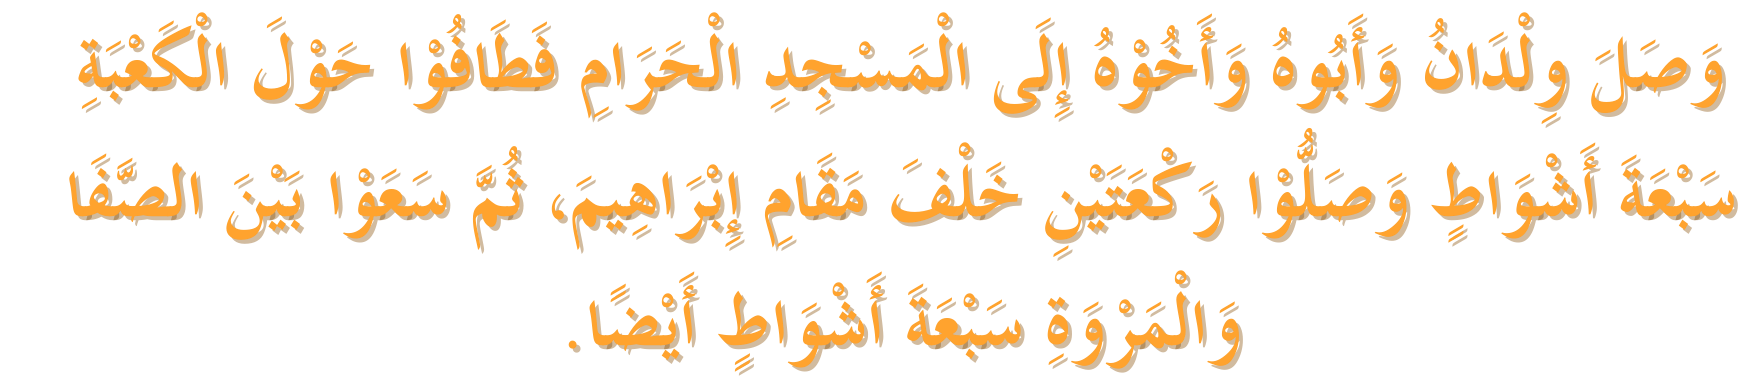 وَصَلَ وِلْدَانُ وَأَبُوهُ وَأَخُوْهُ إِلَى الْمَسْجِدِ الْحَرَامِ فَطَافُوْا حَوْلَ الْكَعْبَةِ
سَبْعَةَ أَشْوَاطٍ وَصَلُّوْا رَكْعَتَيْنِ خَلْفَ مَقَامِ إِبْرَاهِيمَ، ثُمَّ سَعَوْا بَيْنَ الصَّفَا
وَالْمَرْوَةِ سَبْعَةَ أَشْوَاطٍ أَيْضًا.